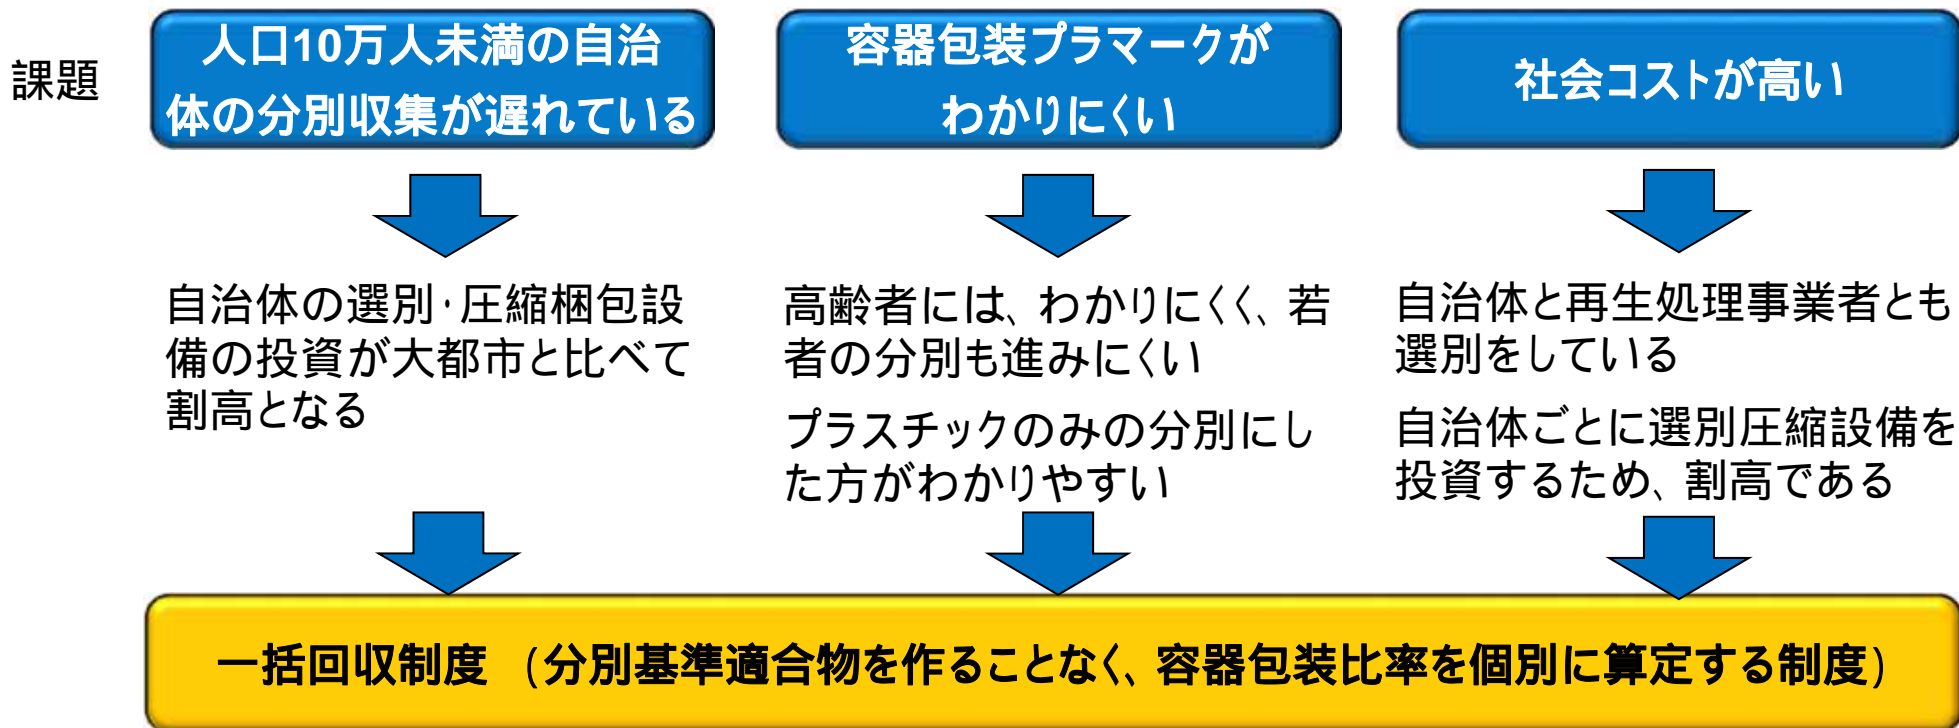 課題
人口10万人未満の自治
体の分別収集が遅れている
容器包装プラマークが
わかりにくい
社会コストが高い
自治体の選別・圧縮梱包設
備の投資が大都市と比べて
割高となる
高齢者には、わかりにくく、若
者の分別も進みにくい
プラスチックのみの分別にし
た方がわかりやすい
自治体と再生処理事業者とも
選別をしている
自治体ごとに選別圧縮設備を
投資するため、割高である
一括回収制度 (分別基準適合物を作ることなく、容器包装比率を個別に算定する制度)